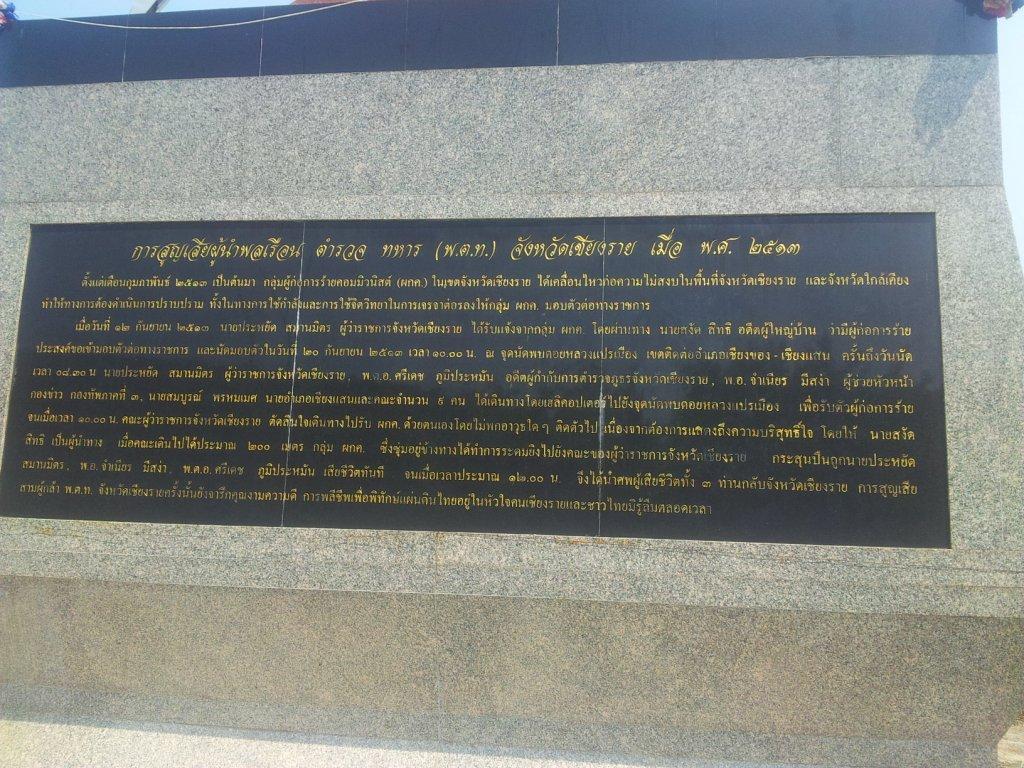 การสูญเสียผู้นำพลเรือน ตำรวจ ทหาร (พ.ต.ท.) จังหวัดเชียงราย เมื่อ พ.ศ. ๒๕๑๓
ตั้งแต่เดือนกุมภาพันธ์ ๒๕๑๓ เป็นต้นมา กลุ่มผู้ก่อการร้ายคอมมิวนิสต์ (ผกค.) ในเขตจังหวัดเชียงราย ได้เคลื่อนไหวก่อความไม่สงบในพื้นที่จังหวัดเชียงราย และจังหวัดใกล้เคียง
ทำให้ทางการต้องดำเนินการปราบปราม ทั้งในทางการใช้กำลังและการใช้จิตวิทยาในการเจรจาต่อรองให้กลุ่ม ผกค. มอบตัวต่อทางราชการ
เมื่อวันที่ ๑๒ กันยายน ๒๕๑๓ นายประหยัด สมานมิตร ผู้ว่าราชการจังหวัดเชียงราย ได้รับแจ้งจากกลุ่ม ผกค. โดยผ่านทาง นายสงัด สิทธิ อดีตผู้ใหญ่บ้าน ว่ามีผู้ก่อการร้าย
ประสงค์ขอเข้ามอบตัวต่อทางราชการ และนัดมอบตัวในวันที่ ๒๐ กันยายน ๒๕๑๓ เวลา ๑๐.๐๐ น. ณ จุดนัดพบดอยหลวงแปรเมือง เขตติดต่ออำเภอเชียงของ - เชียงแสน ครั้นถึงวันนัด
เวลา ๐๘.๓๐ น นายประหยัด สมานมิตร ผู้ว่าราชการจังหวัดเชียงราย, พ.ต.อ. ศรีเดช ภูมิประหมัน อดีตผู้กำกับการตำรวจภูธรจังหวัดเชียงราย, พ.อ. จำเนียร มีสง่า ผู้ช่วยหัวหน้า
กองข่าว กองทัพภาคที่ ๓, นายสมบูรณ์ พรหมเมศ นายอำเภอเชียงแสนและคณะจำนวน ๕ คน ได้เดินทางโดยเฮลิคอปเตอร์ไปยังจุดนัดพบดอยหลวงแปรเมือง เพื่อรับตัวผู้ก่อการร้าย
จนเมื่อเวลา ๑๐.๐๐ น. คณะผู้ว่าราชการจังหวัดเชียงราย ตัดสินใจเดินทางไปรับ ผกค. ด้วยตนเองโดยไม่พกอาวุธใด ๆ ติดตัวไป เนื่องจากต้องการแสดงถึงความบริสุทธิ์ใจ โดยให้ นายสงัด
สิทธิ เป็นผู้นำทาง เมื่อคณะเดินไปได้ประมาณ ๒๐๐ เมตร กลุ่ม ผกค. ซึ่งซุ่มอยู่ข้างทางได้ทำการระดมยิงไปยังคณะของผู้ว่าราชการจังหวัดเชียงราย กระสุนปืนถูกนายประหยัด
สมานมิตร, พ.อ. จำเนียร มีสง่า, พ.ต.อ. ศรีเดช ภูมิประหมัน เสียชีวิตทันที จนเมื่อเวลาประมาณ ๑๒.๐๐ น. จึงได้นำศพผู้เสียชีวิตทั้ง ๓ ท่านกลับจังหวัดเชียงราย การสูญเสีย
สามผู้กล้า พ.ต.ท. จังหวัดเชียงรายครั้งนั้นยังจารึกคุณงามความดี การพลีชีพเพื่อพิทักษ์แผ่นดินไทยอยู่ในหัวใจคนเชียงรายและชาวไทยมิรู้ลืมตลอดเวลา